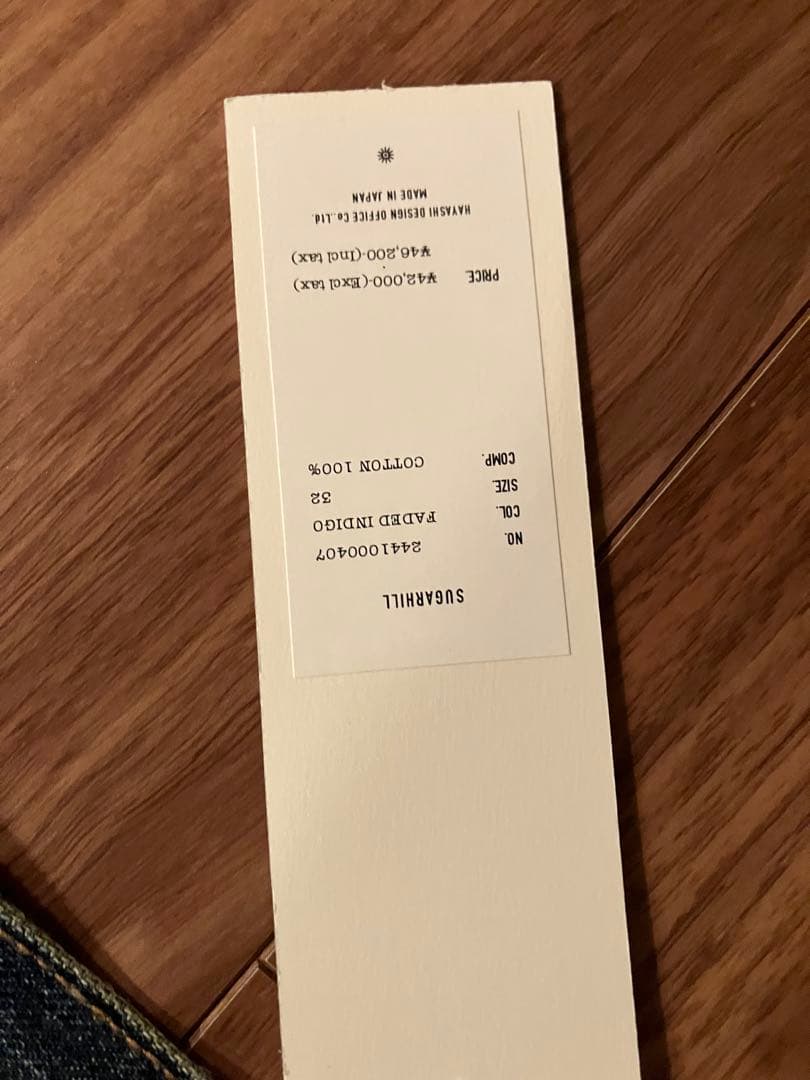 SUGARHILL
NO. 2441000407
COL. FADED INDIGO
SIZE. 32
COMP. COTTON 100%
PRICE. ¥42,000-(Excl tax)
¥46,200-(Incl tax)
HAYASHI DESIGN OFFICE Co.,Ltd.
MADE IN JAPAN